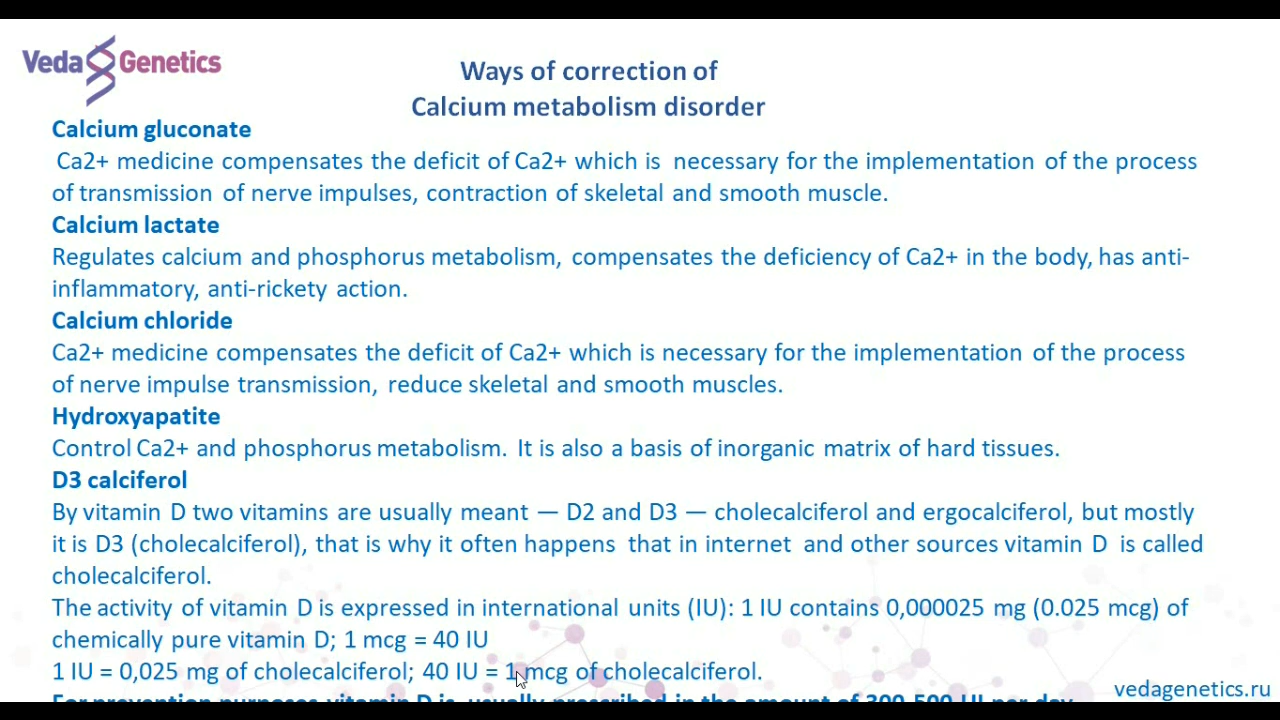 Veda Genetics
Ways of correction of
Calcium metabolism disorder
Calcium gluconate
Ca2+ medicine compensates the deficit of Ca2+ which is necessary for the implementation of the process
of transmission of nerve impulses, contraction of skeletal and smooth muscle.
Calcium lactate
Regulates calcium and phosphorus metabolism, compensates the deficiency of Ca2+ in the body, has anti-
inflammatory, anti-rickety action.
Calcium chloride
Ca2+ medicine compensates the deficit of Ca2+ which is necessary for the implementation of the process
of nerve impulse transmission, reduce skeletal and smooth muscles.
Hydroxyapatite
Control Ca2+ and phosphorus metabolism. It is also a basis of inorganic matrix of hard tissues.
D3 calciferol
By vitamin D two vitamins are usually meant — D2 and D3 — cholecalciferol and ergocalciferol, but mostly
it is D3 (cholecalciferol), that is why it often happens that in internet and other sources vitamin D is called
cholecalciferol.
The activity of vitamin D is expressed in international units (IU): 1 IU contains 0,000025 mg (0.025 mcg) of
chemically pure vitamin D; 1 mcg = 40 IU
1 IU = 0,025 mg of cholecalciferol; 40 IU = 1 mcg of cholecalciferol.
For prevention purposes vitamin D is usually prescribed in the amount of 300-500 UI per day
vedagenetics.ru